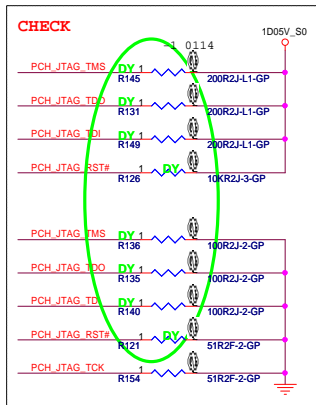 CHECK
-1 0114
1D05V_S0
PCH_JTAG_TMS DY 1
R145 200R2J-L1-GP
PCH_JTAG_TDO DY 1
R131 200R2J-L1-GP
PCH_JTAG_TDI DY 1
R149 200R2J-L1-GP
PCH_JTAG_RST# 1 DY
R126 10KR2J-3-GP
PCH_JTAG_TMS DY 1
R136 100R2J-2-GP
PCH_JTAG_TDO DY 1
R135 100R2J-2-GP
PCH_JTAG_TDI DY 1
R140 100R2J-2-GP
PCH_JTAG_RST# 1 DY
R121 51R2F-2-GP
PCH_JTAG_TCK 1
R154 51R2F-2-GP